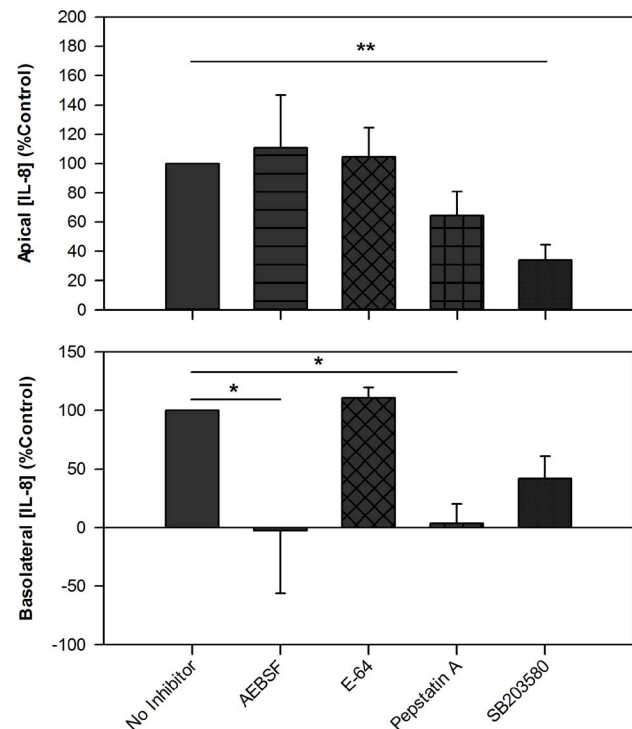 Apical [IL-8] (%Control)
200
180
160
140
120
100
80
60
40
20
0
**
Basolateral [IL-8] (%Control)
150
100
50
0
-50
-100
*
*
No Inhibitor
AEBSF
E-64
Pepstatin A
SB203580